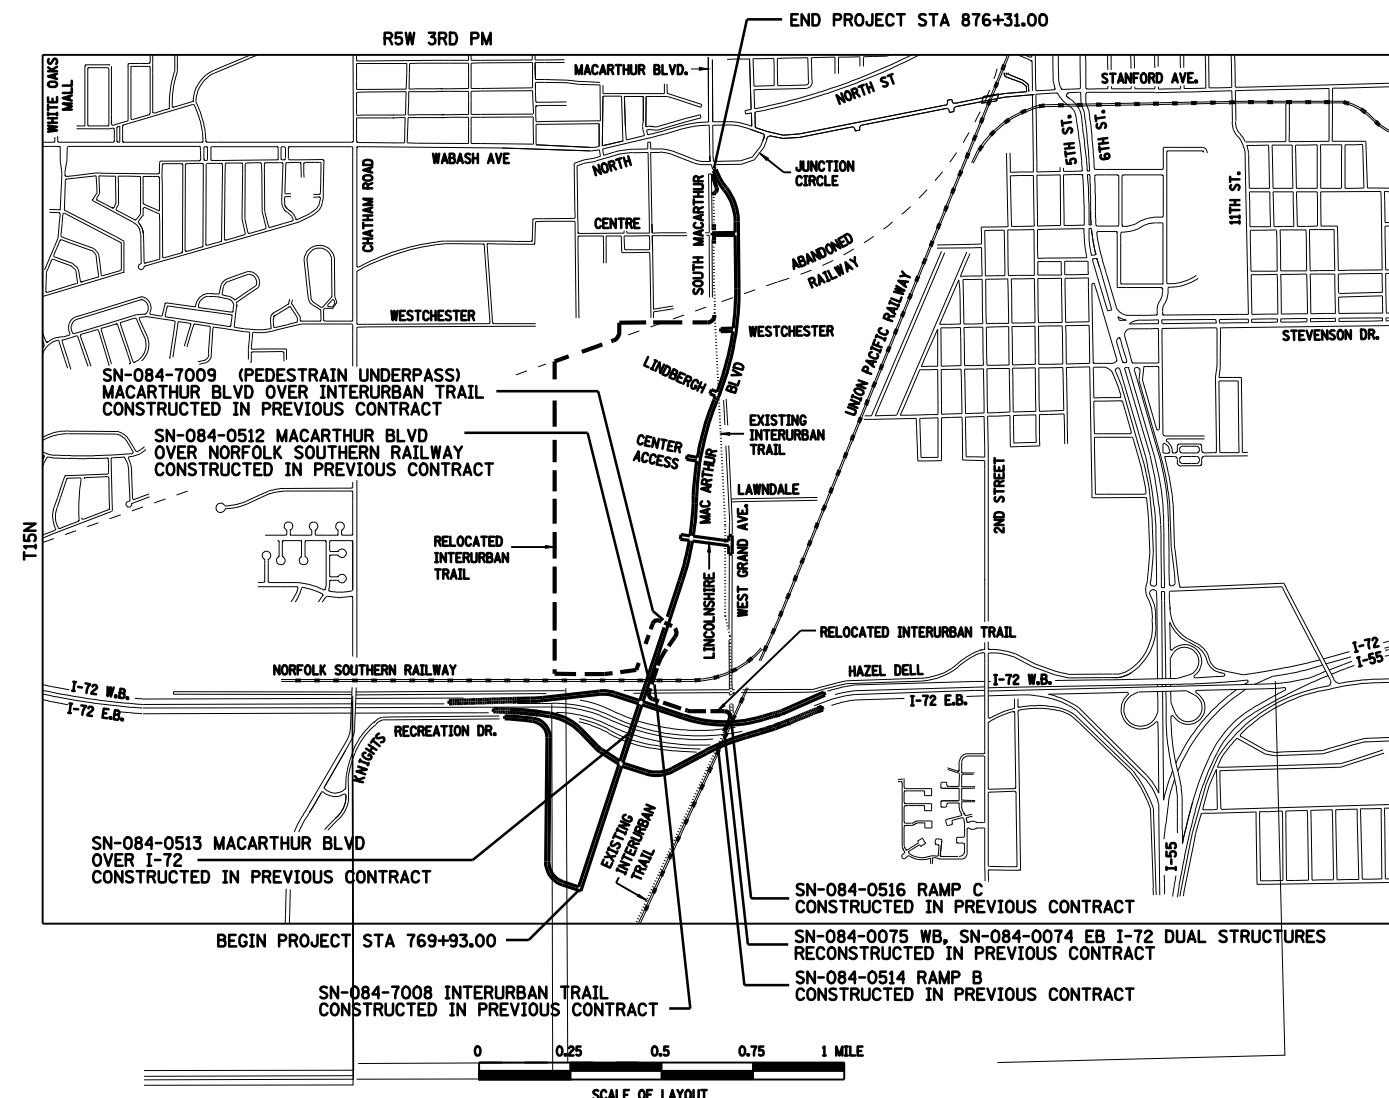 END PROJECT STA 876+31.00
R5W 3RD PM
WHITE OAKS
MALL
MACARTHUR BLVD.
NORTH ST
STANFORD AVE.
5TH ST.
6TH ST.
11TH ST.
WABASH AVE
NORTH
JUNCTION
CIRCLE
CHATHAM ROAD
CENTRE
SOUTH MACARTHUR
ABANDONED
RAILWAY
UNION PACIFIC RAILWAY
WESTCHESTER
WESTCHESTER
STEVENSON DR.
SN-084-7009 (PEDESTRAIN UNDERPASS)
MACARTHUR BLVD OVER INTERURBAN TRAIL
CONSTRUCTED IN PREVIOUS CONTRACT
LINDBERGH
BLVD
SN-084-0512 MACARTHUR BLVD
OVER NORFOLK SOUTHERN RAILWAY
CONSTRUCTED IN PREVIOUS CONTRACT
EXISTING
INTERURBAN
TRAIL
CENTER
ACCESS
MAC ARTHUR
LAWNDALE
2ND STREET
T15N
RELOCATED
INTERURBAN
TRAIL
LINCOLNSHIRE
WEST GRAND AVE.
RELOCATED INTERURBAN TRAIL
NORFOLK SOUTHERN RAILWAY
HAZEL DELL
I-72
I-55
I-72 W.B.
I-72 E.B.
I-72 W.B.
I-72 E.B.
RECREATION DR.
KNIGHTS
EXISTING
INTERURBAN
TRAIL
SN-084-0513 MACARTHUR BLVD
OVER I-72
CONSTRUCTED IN PREVIOUS CONTRACT
I-55
SN-084-0516 RAMP C
CONSTRUCTED IN PREVIOUS CONTRACT
BEGIN PROJECT STA 769+93.00
SN-084-0075 WB, SN-084-0074 EB I-72 DUAL STRUCTURES
RECONSTRUCTED IN PREVIOUS CONTRACT
SN-084-0514 RAMP B
CONSTRUCTED IN PREVIOUS CONTRACT
SN-084-7008 INTERURBAN TRAIL
CONSTRUCTED IN PREVIOUS CONTRACT
0 0.25 0.5 0.75 1 MILE
SCALE OF LAYOUT